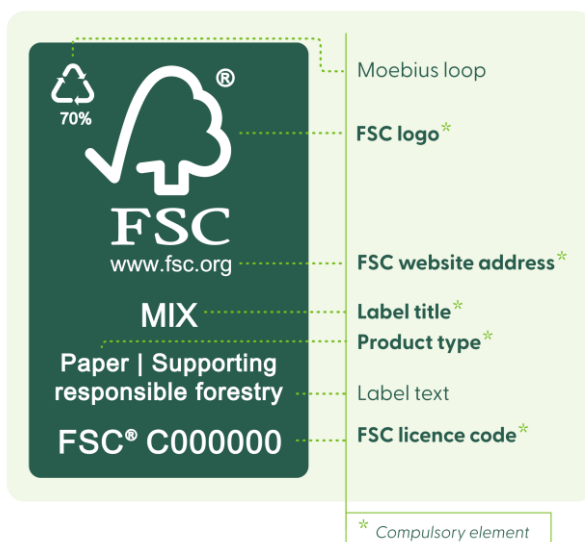 70%
®
FSC
www.fsc.org
MIX
Paper | Supporting
responsible forestry
FSC® C000000
Moebius loop
FSC logo*
FSC website address*
Label title*
Product type*
Label text
FSC licence code*
* Compulsory element